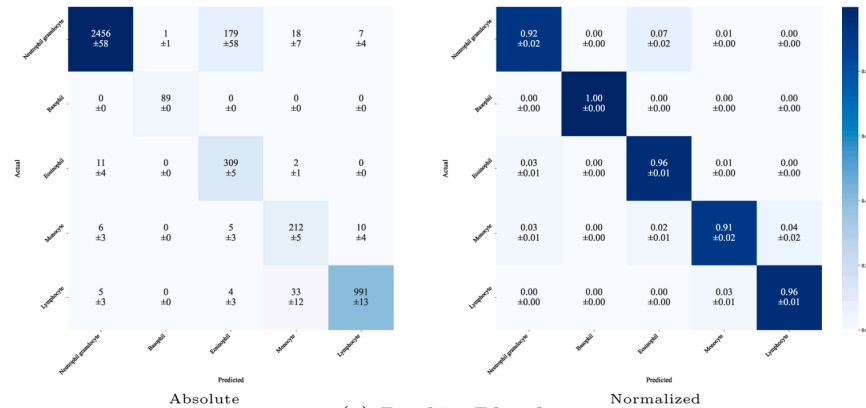 Neutrophil granulocyte
2456 1 179 18 7
±58 ±1 ±58 ±7 ±4
Basophil
0 89 0 0 0
±0 ±0 ±0 ±0 ±0
Actual
Eosinophil
11 0 309 2 0
±4 ±0 ±5 ±1 ±0
Monocyte
6 0 5 212 10
±3 ±0 ±3 ±5 ±4
Lymphocyte
5 0 4 33 991
±3 ±0 ±3 ±12 ±13
Neutrophil granulocyte Basophil Eosinophil Monocyte Lymphocyte
Predicted
Absolute
Neutrophil granulocyte
0.92 0.00 0.07 0.01 0.00
±0.02 ±0.00 ±0.02 ±0.00 ±0.00
Basophil
0.00 1.00 0.00 0.00 0.00
±0.00 ±0.00 ±0.00 ±0.00 ±0.00
Actual
Eosinophil
0.03 0.00 0.96 0.01 0.00
±0.01 ±0.00 ±0.01 ±0.00 ±0.00
Monocyte
0.03 0.00 0.02 0.91 0.04
±0.01 ±0.00 ±0.01 ±0.02 ±0.02
Lymphocyte
0.00 0.00 0.00 0.03 0.96
±0.00 ±0.00 ±0.00 ±0.01 ±0.01
Neutrophil granulocyte Basophil Eosinophil Monocyte Lymphocyte
Predicted
Normalized